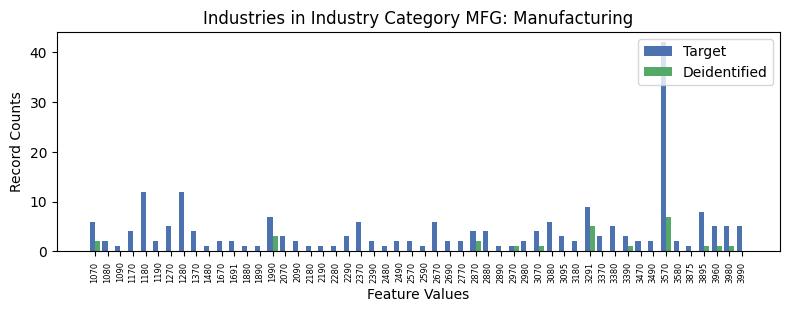 Industries in Industry Category MFG: Manufacturing
Target
Deidentified
Record Counts
40
30
20
10
0
1070 1080 1090 1170 1180 1190 1270 1280 1370 1480 1670 1691 1880 1890 1990 2070 2090 2180 2190 2280 2290 2370 2390 2480 2490 2570 2590 2670 2690 2770 2870 2880 2890 2970 2980 3070 3080 3095 3180 3291 3370 3380 3390 3470 3490 3570 3580 3875 3895 3960 3980 3990
Feature Values